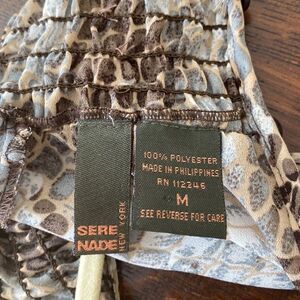 SERE
NADE
NEW YORK
100% POLYESTER
MADE IN PHILIPPINES
RN 112246
M
SEE REVERSE FOR CARE